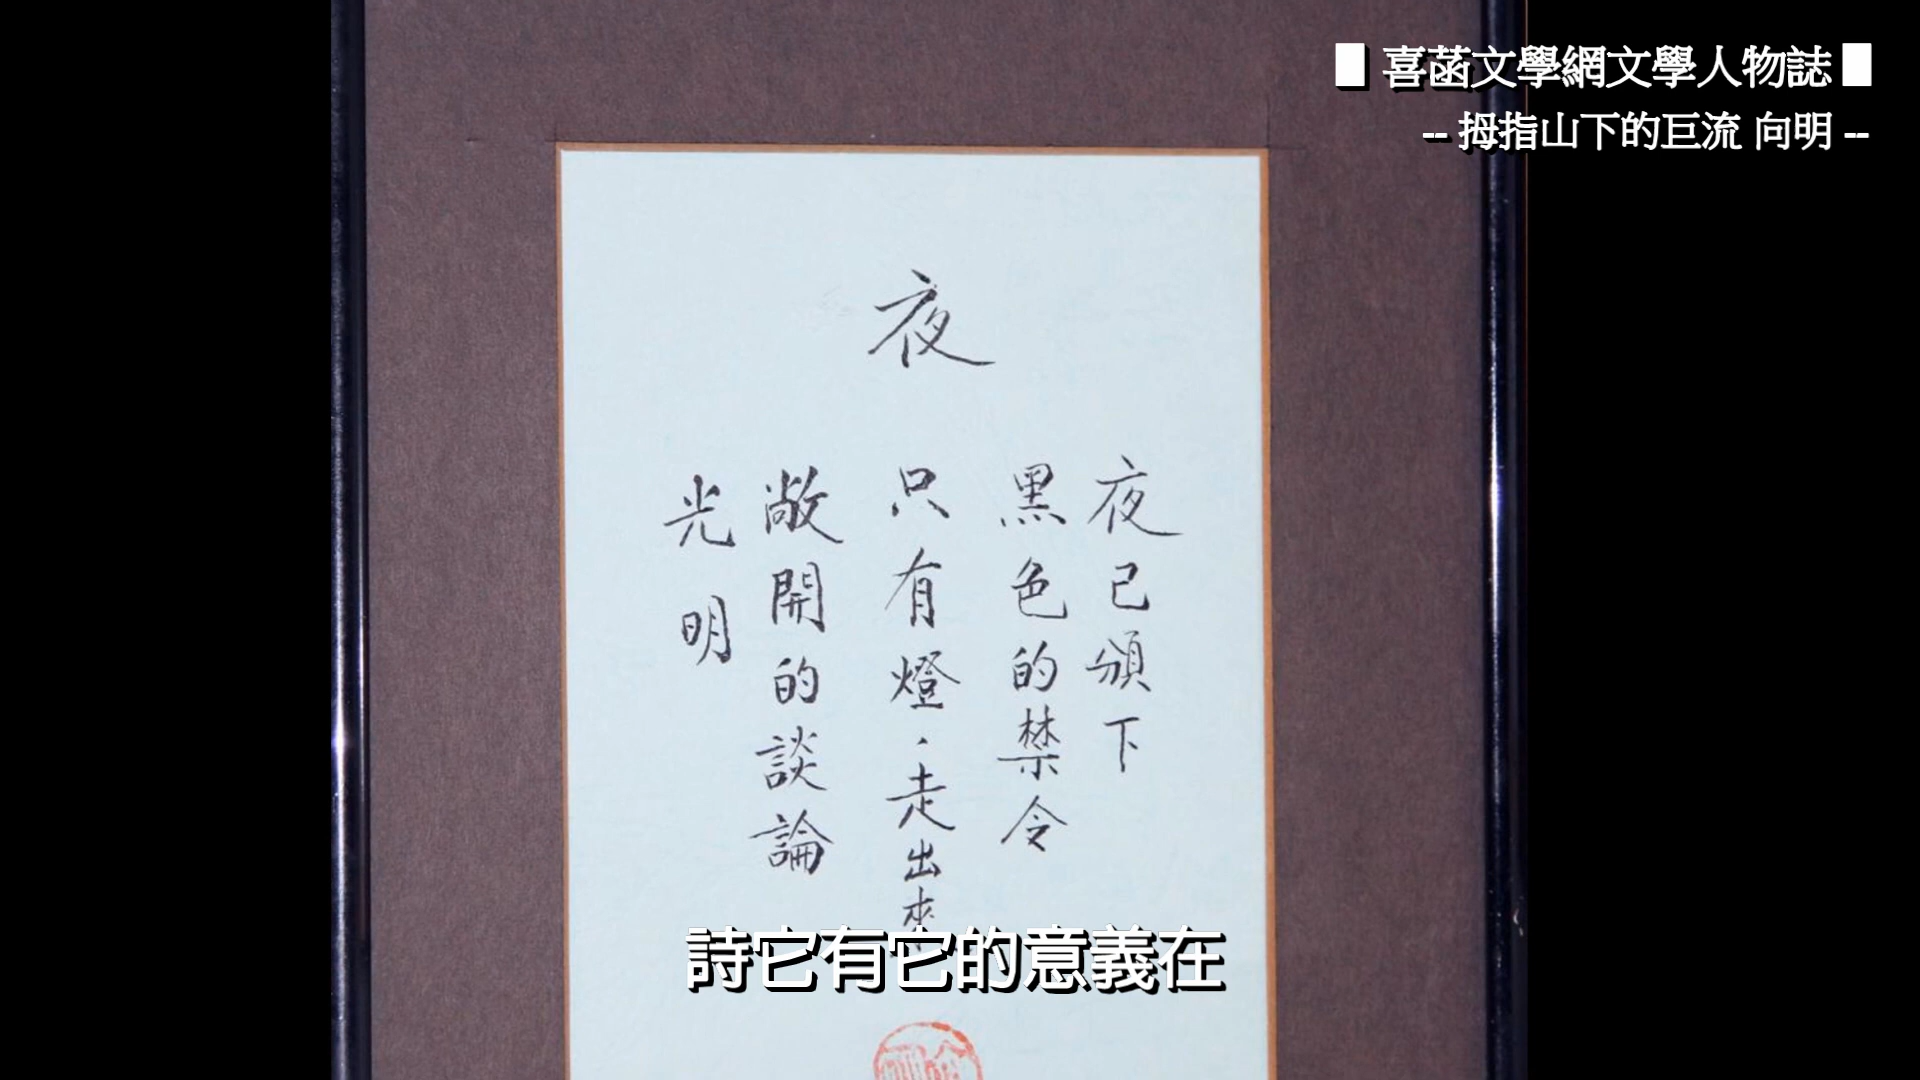 喜菡文學網文學人物誌
-- 拇指山下的巨流 向明 --
夜
夜已頒下
黑色的禁令
只有燈、走出來
敞開的談論
光明
詩它有它的意義在